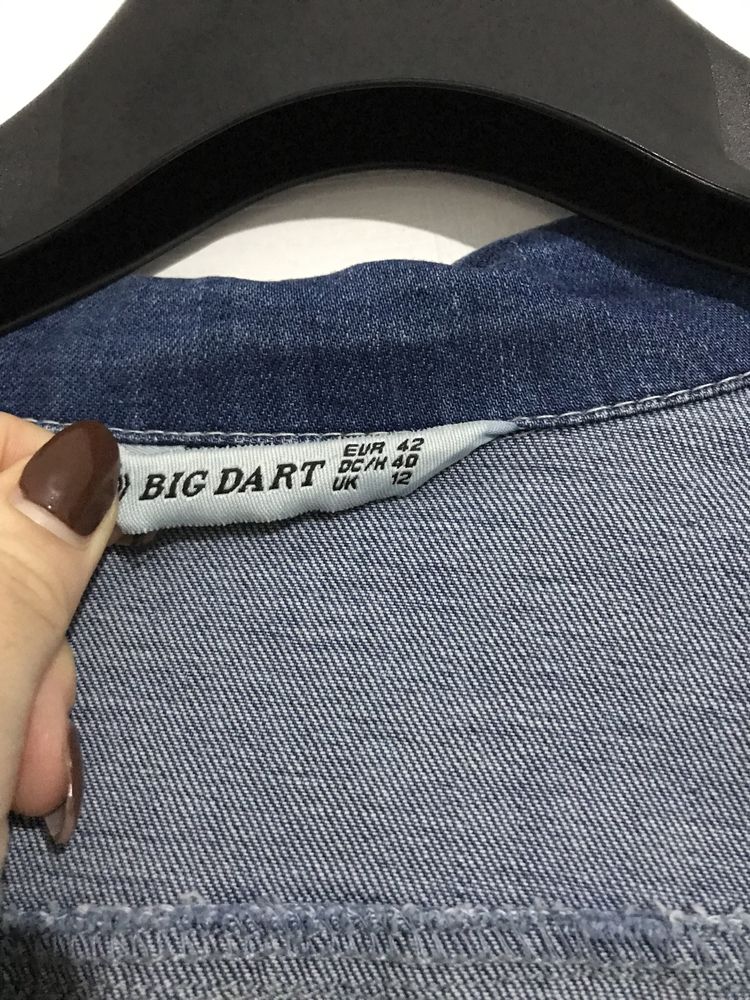 BIG DART
EUR 42
DC/H 40
UK 12